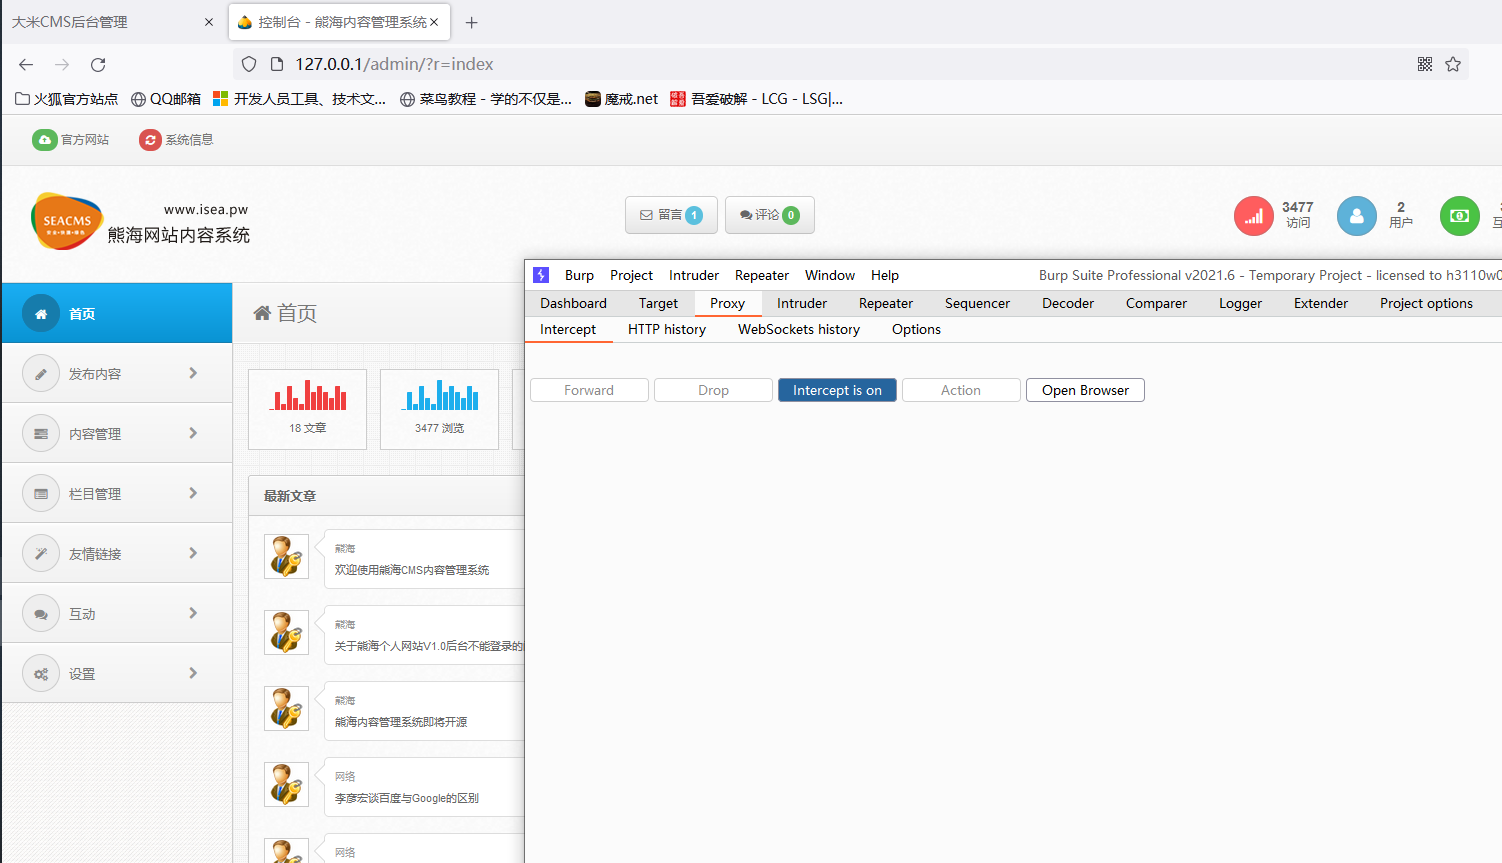 大米CMS后台管理
控制台 - 熊海内容管理系统
127.0.0.1/admin/?r=index
火狐官方站点
QQ邮箱
开发人员工具、技术文...
菜鸟教程 - 学的不仅是...
魔戒.net
吾爱破解 - LCG - LSG|...
官方网站
系统信息
SEACMS
www.isea.pw
熊海网站内容系统
留言 1
评论 0
3477
访问
2
用户
首页
发布内容
内容管理
栏目管理
友情链接
互动
设置
首页
18 文章
3477 浏览
最新文章
熊海
欢迎使用熊海CMS内容管理系统
熊海
关于熊海个人网站V1.0后台不能登录的
熊海
熊海内容管理系统即将开源
网络
李彦宏谈百度与Google的区别
网络
Burp Project Intruder Repeater Window Help
Burp Suite Professional v2021.6 - Temporary Project - licensed to h3110w0
Dashboard Target Proxy Intruder Repeater Sequencer Decoder Comparer Logger Extender Project options
Intercept HTTP history WebSockets history Options
Forward Drop Intercept is on Action Open Browser